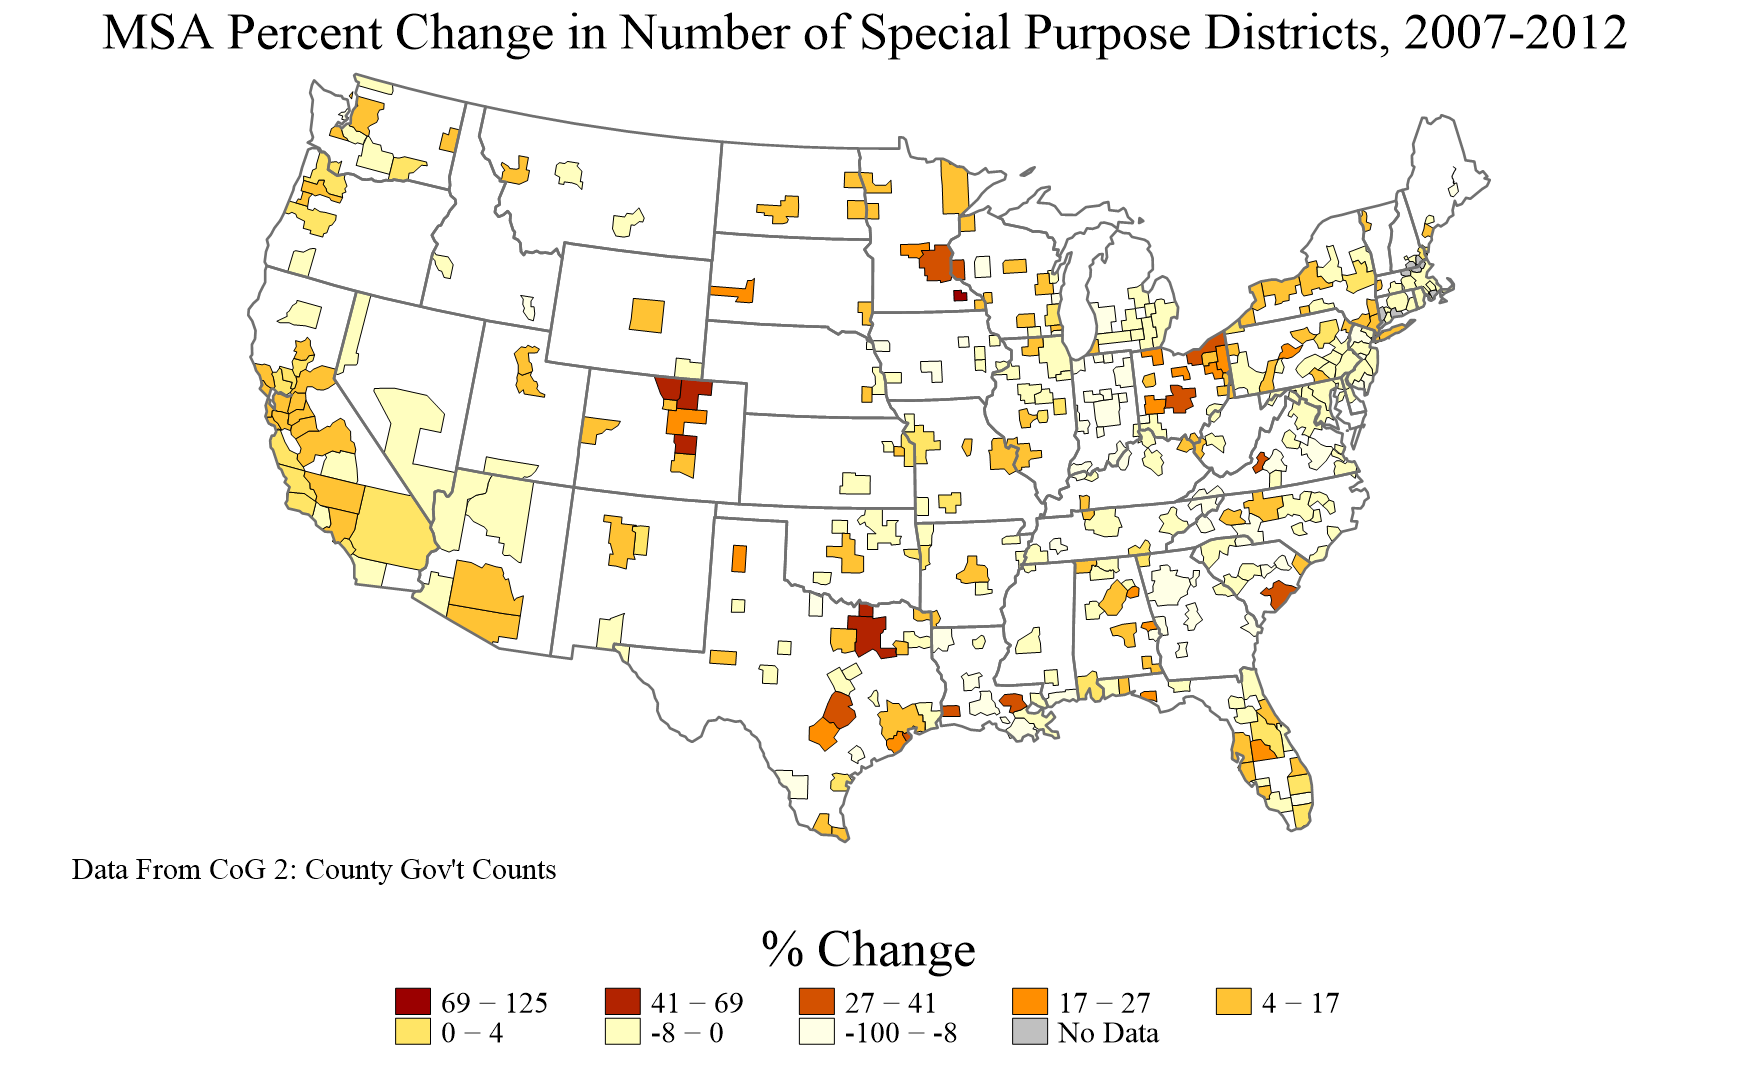 MSA Percent Change in Number of Special Purpose Districts, 2007-2012
Data From CoG 2: County Gov't Counts
% Change
69 – 125 41 – 69 27 – 41 17 – 27 4 – 17
0 – 4 -8 – 0 -100 – -8 No Data